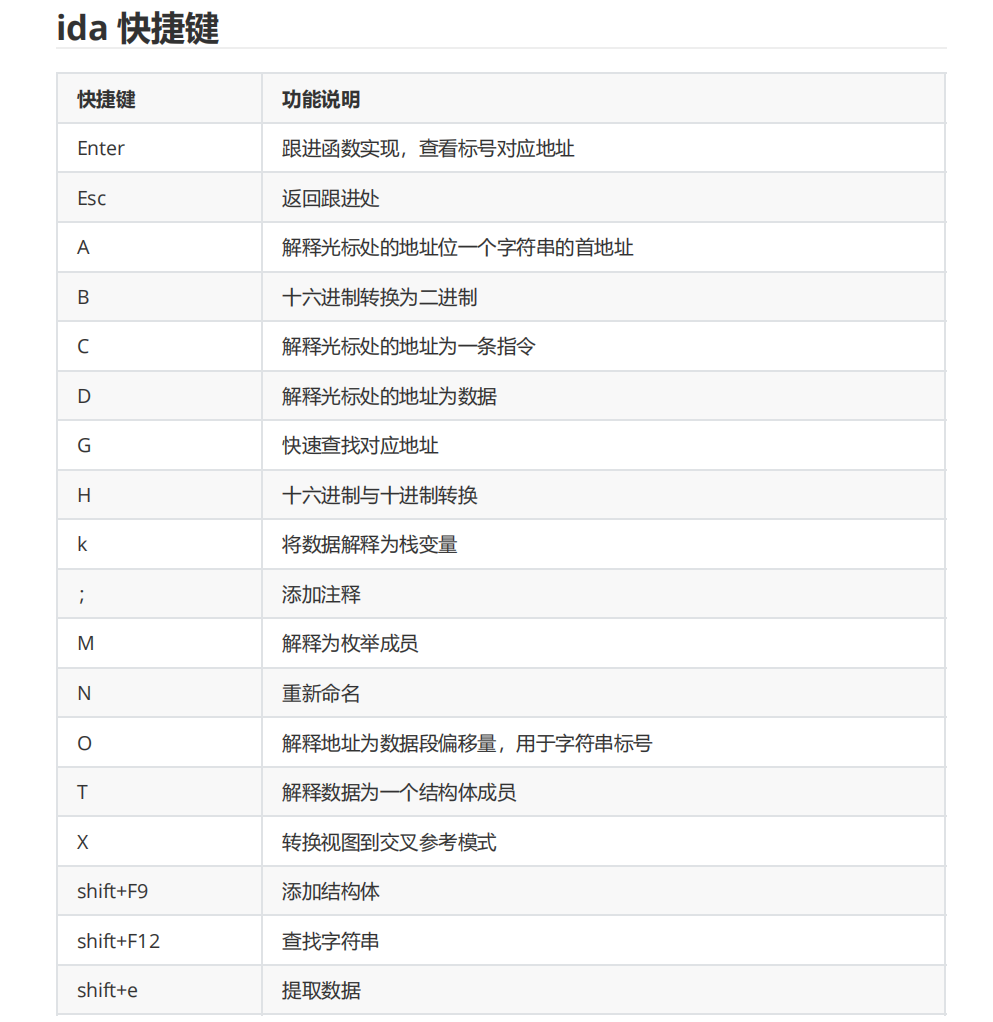 ida 快捷键
快捷键 功能说明
Enter 跟进函数实现，查看标号对应地址
Esc 返回跟进处
A 解释光标处的地址位一个字符串的首地址
B 十六进制转换为二进制
C 解释光标处的地址为一条指令
D 解释光标处的地址为数据
G 快速查找对应地址
H 十六进制与十进制转换
k 将数据解释为栈变量
; 添加注释
M 解释为枚举成员
N 重新命名
O 解释地址为数据段偏移量，用于字符串标号
T 解释数据为一个结构体成员
X 转换视图到交叉参考模式
shift+F9 添加结构体
shift+F12 查找字符串
shift+e 提取数据